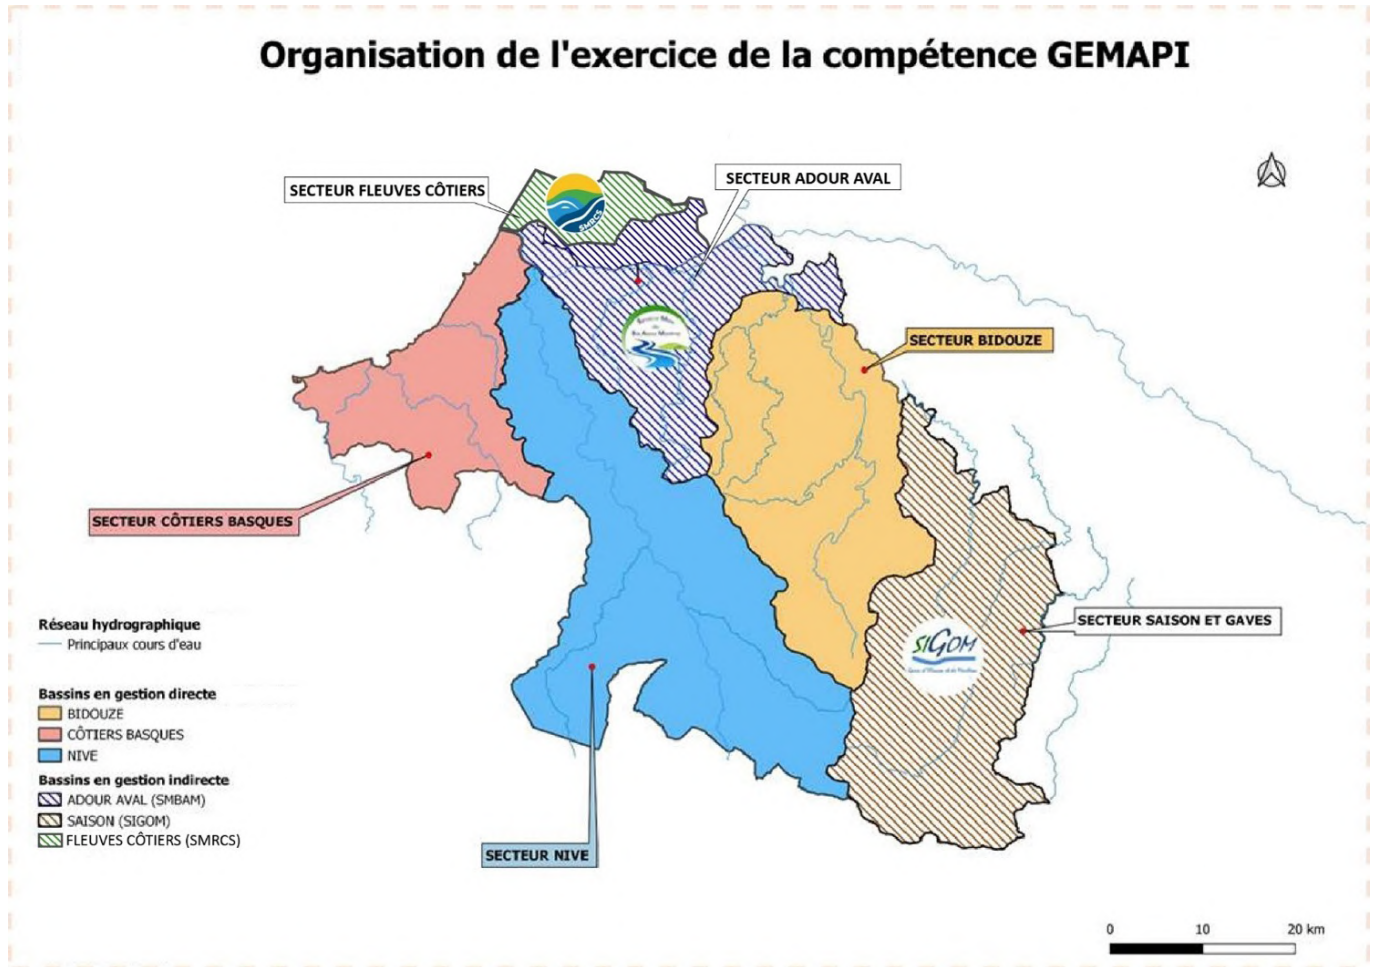 Organisation de l'exercice de la compétence GEMAPI
SECTEUR FLEUVES CÔTIERS
SECTEUR ADOUR AVAL
SMRCS
SECTEUR BIDOUZE
SECTEUR CÔTIERS BASQUES
SECTEUR SAISON ET GAVES
SIGOM
SECTEUR NIVE
Réseau hydrographique
Principaux cours d'eau
Bassins en gestion directe
BIDOUZE
CÔTIERS BASQUES
NIVE
Bassins en gestion indirecte
ADOUR AVAL (SMBAM)
SAISON (SIGOM)
FLEUVES CÔTIERS (SMRCS)
0 10 20 km